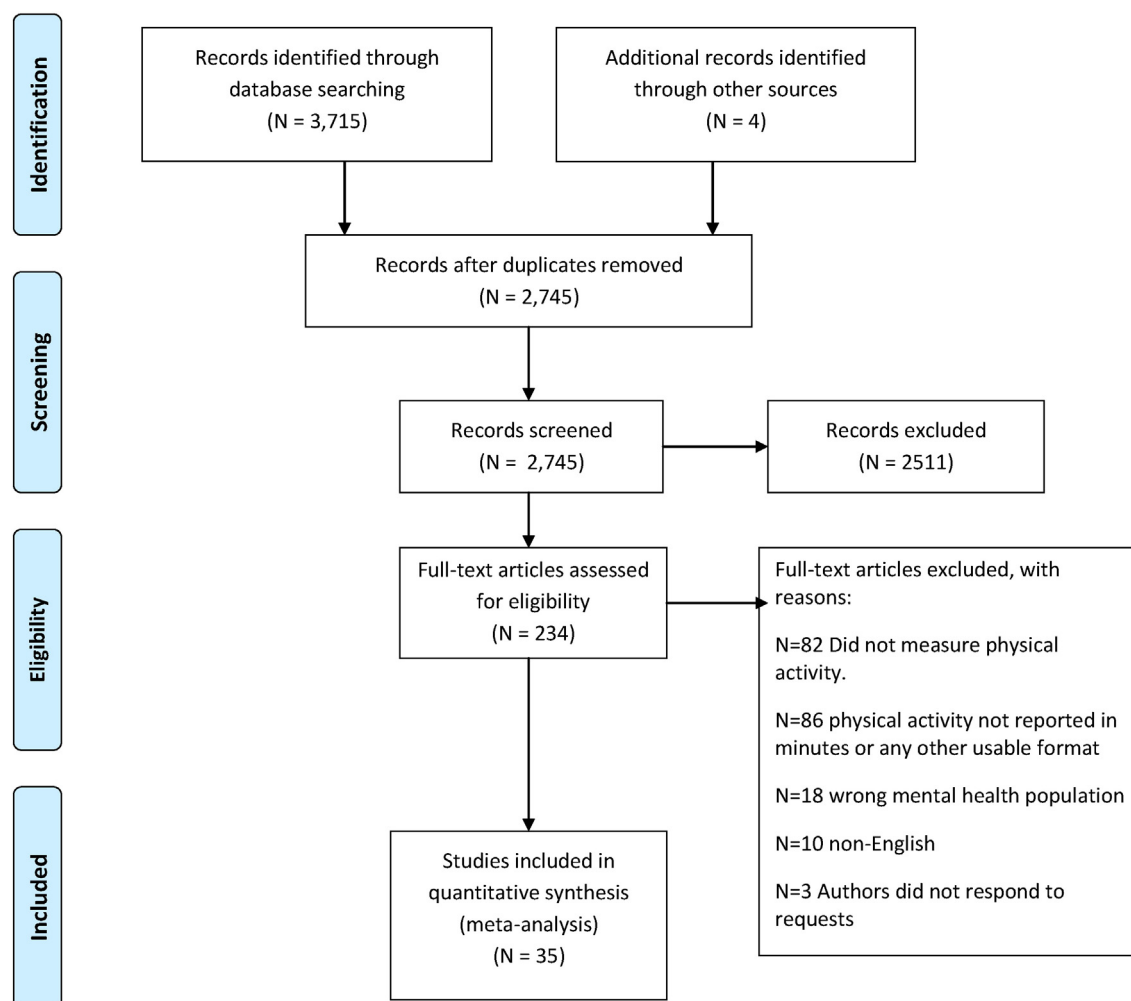 Identification
Records identified through
database searching
(N = 3,715)
Additional records identified
through other sources
(N = 4)
Records after duplicates removed
(N = 2,745)
Screening
Records screened
(N = 2,745)
Records excluded
(N = 2511)
Eligibility
Full-text articles assessed
for eligibility
(N = 234)
Full-text articles excluded, with
reasons:
N=82 Did not measure physical
activity.
N=86 physical activity not reported in
minutes or any other usable format
N=18 wrong mental health population
N=10 non-English
N=3 Authors did not respond to
requests
Included
Studies included in
quantitative synthesis
(meta-analysis)
(N = 35)